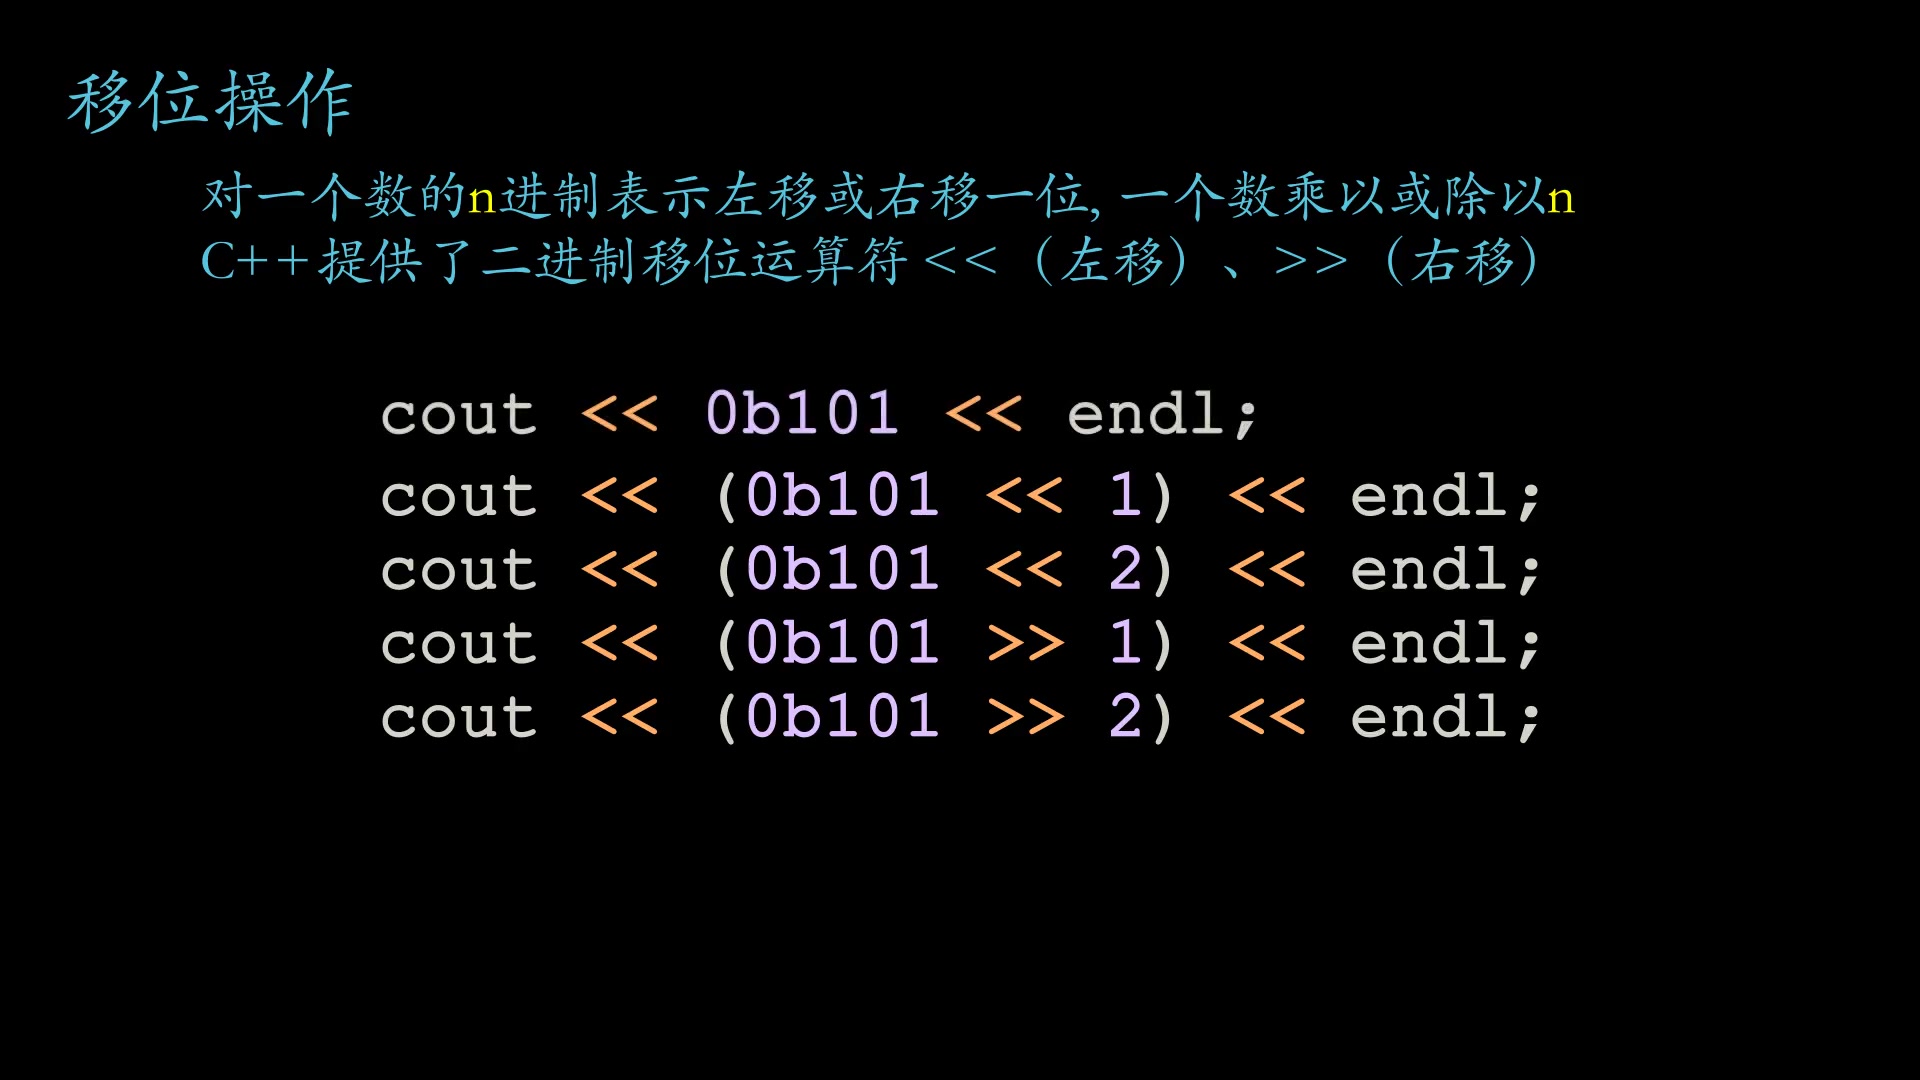 移位操作
对一个数的n进制表示左移或右移一位, 一个数乘以或除以n
C++提供了二进制移位运算符 << （左移）、>> （右移）
cout << 0b101 << endl;
cout << (0b101 << 1) << endl;
cout << (0b101 << 2) << endl;
cout << (0b101 >> 1) << endl;
cout << (0b101 >> 2) << endl;